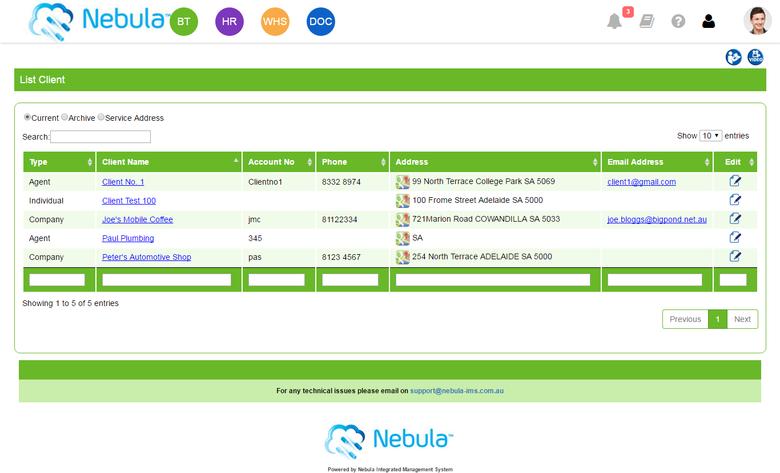 Nebula™ BT HR WHS DOC 3
VIDEO
List Client
Current Archive Service Address
Search: Show 10 entries
Type Client Name Account No Phone Address Email Address Edit
Agent Client No. 1 Clientno1 8332 8974 99 North Terrace College Park SA 5069 client1@gmail.com
Individual Client Test 100 100 Frome Street Adelaide SA 5000
Company Joe's Mobile Coffee jmc 81122334 721Marion Road COWANDILLA SA 5033 joe.bloggs@bigpond.net.au
Agent Paul Plumbing 345 SA
Company Peter's Automotive Shop pas 8123 4567 254 North Terrace ADELAIDE SA 5000
Showing 1 to 5 of 5 entries
Previous 1 Next
For any technical issues please email on support@nebula-ims.com.au
Nebula™
Powered by Nebula Integrated Management System